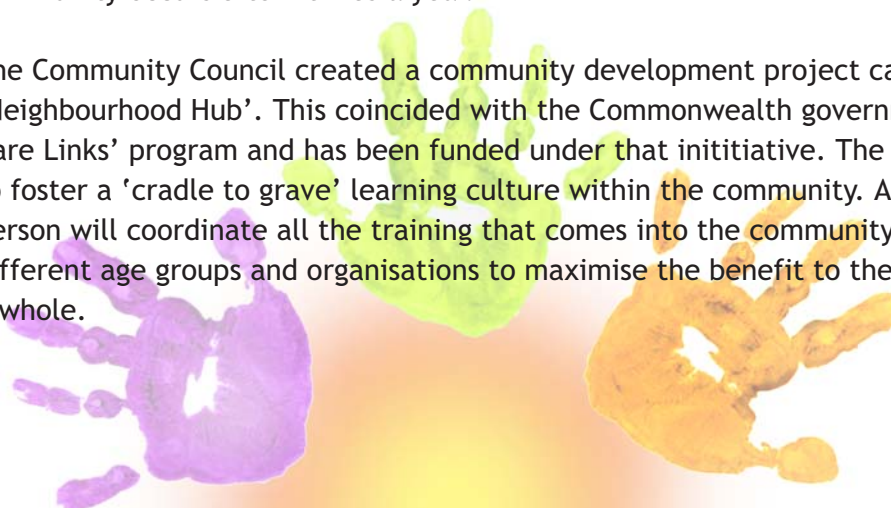 he Community Council created a community development project ca
eighbourhood Hub’. This coincided with the Commonwealth govern
are Links’ program and has been funded under that inititiative. The
o foster a ‘cradle to grave’ learning culture within the community. A
erson will coordinate all the training that comes into the community
fferent age groups and organisations to maximise the benefit to the
whole.